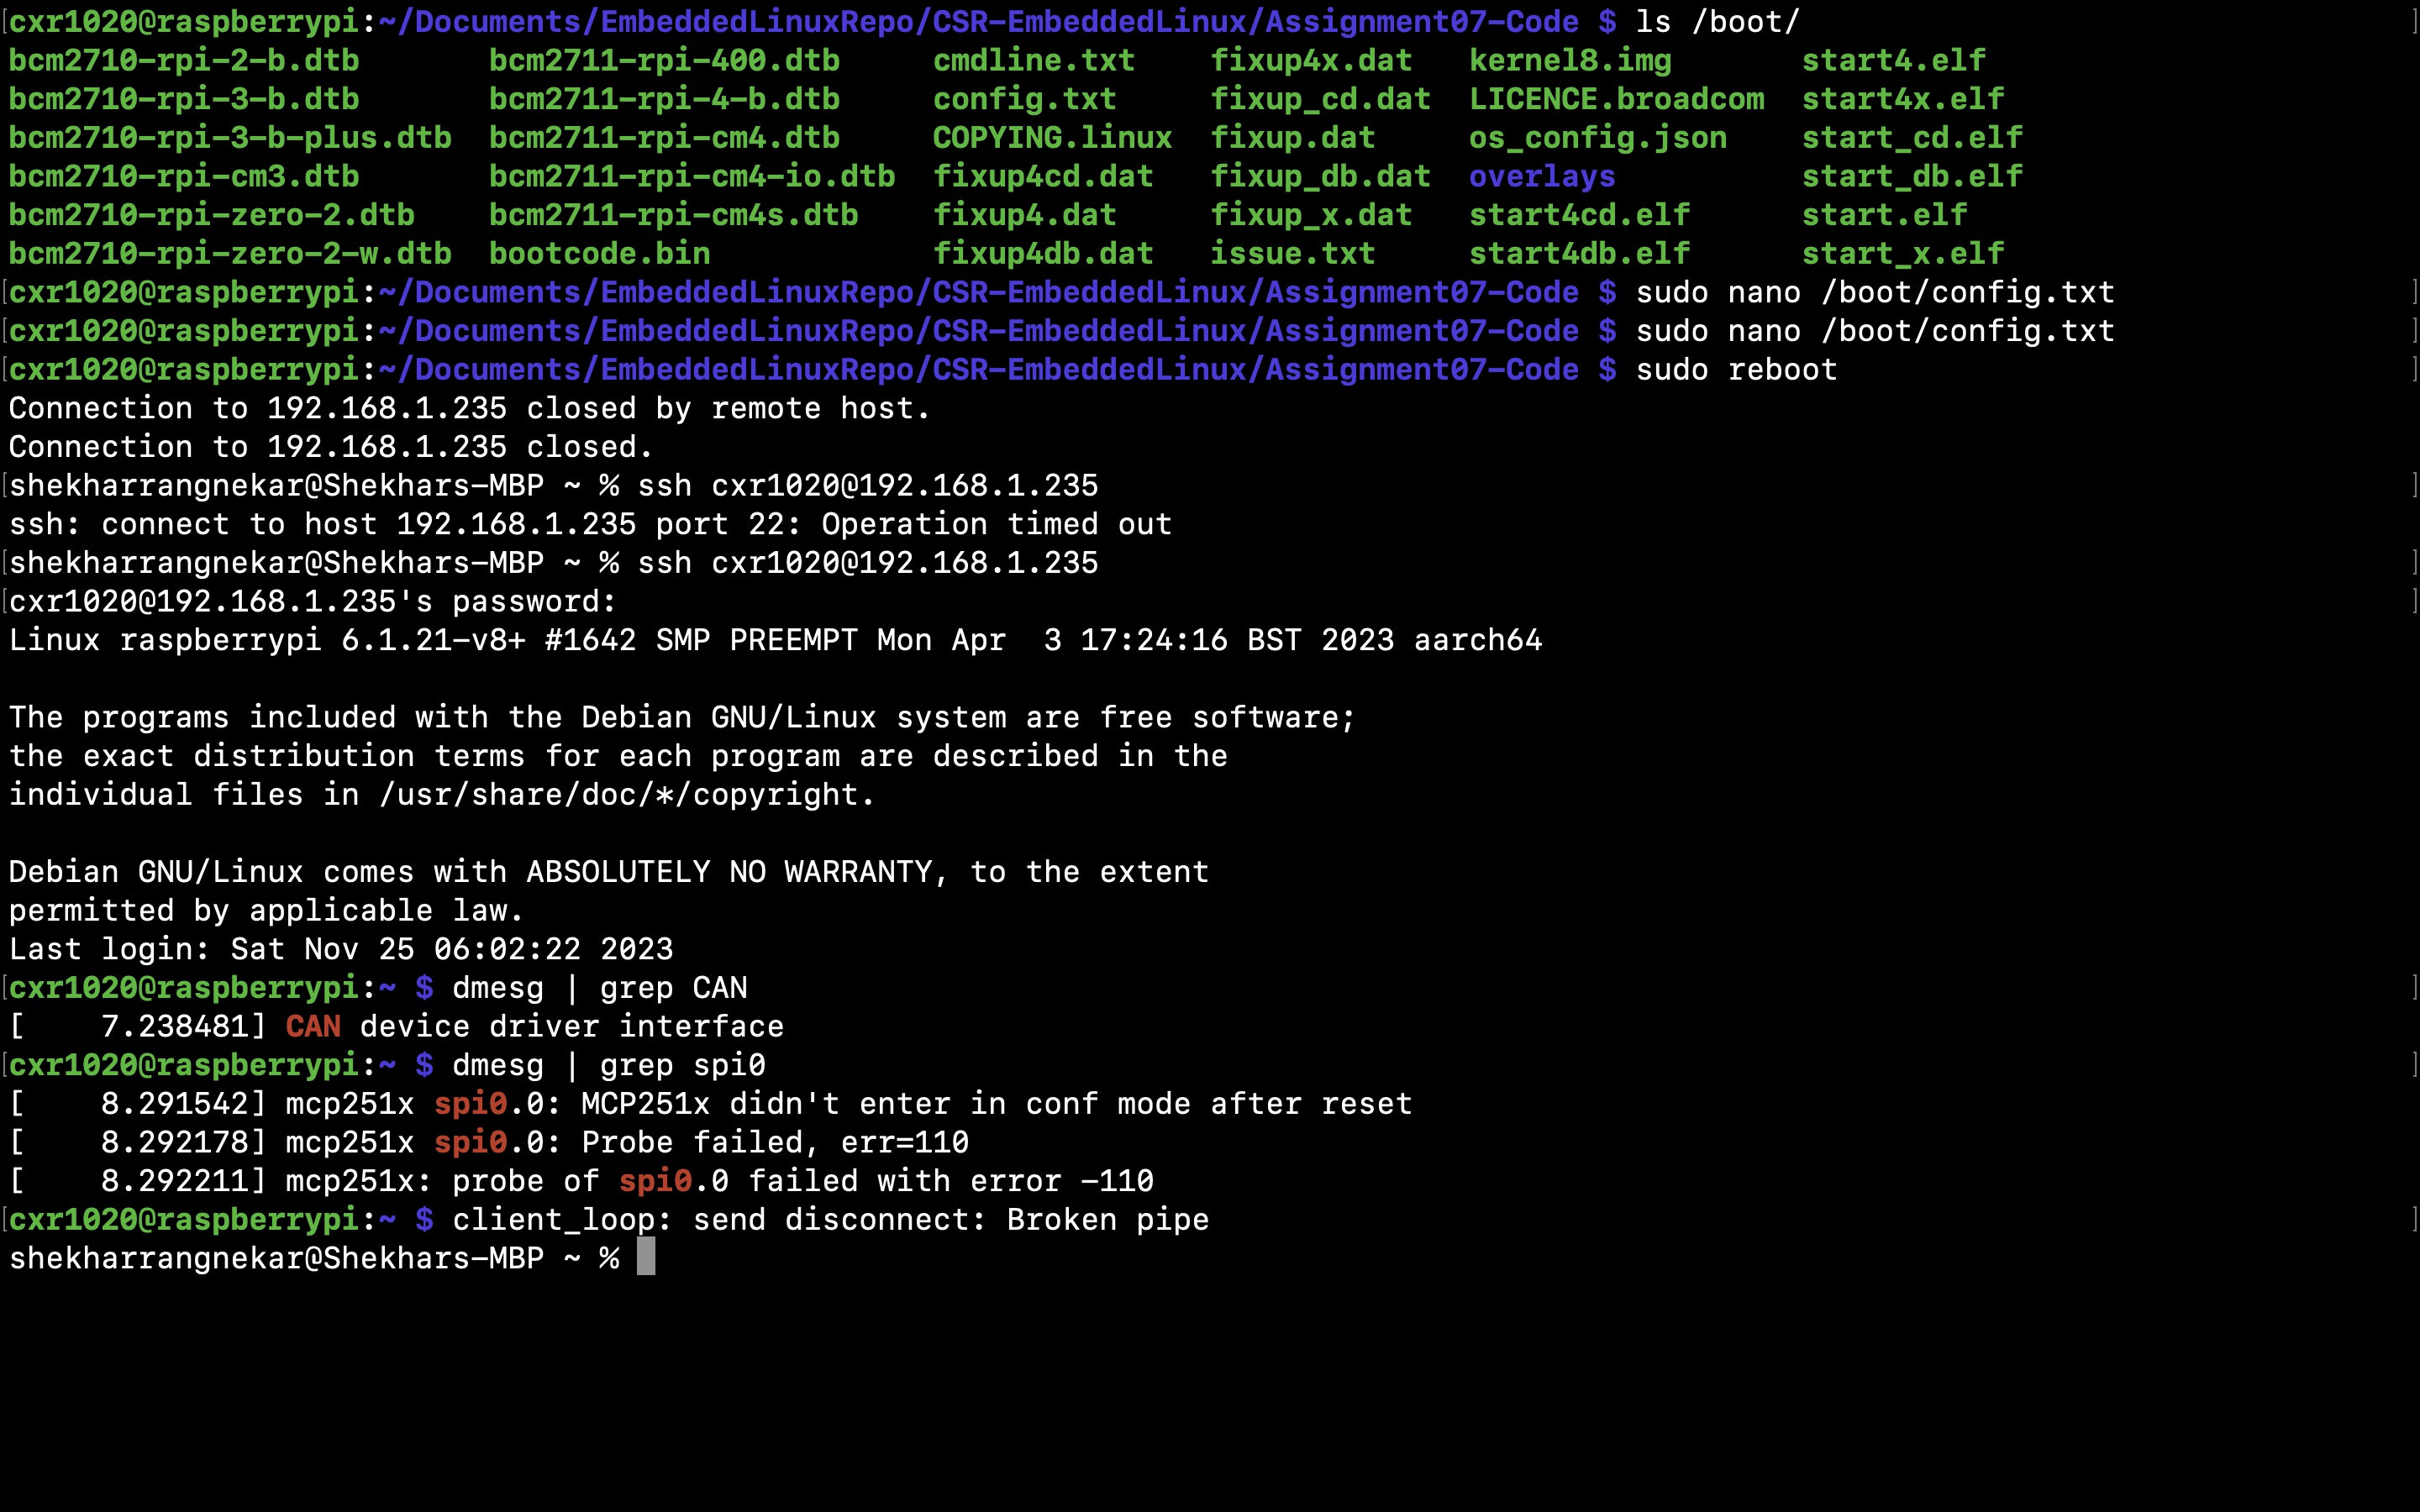 [cxr1020@raspberrypi:~/Documents/EmbeddedLinuxRepo/CSR-EmbeddedLinux/Assignment07-Code $ ls /boot/ ]
bcm2710-rpi-2-b.dtb bcm2711-rpi-400.dtb cmdline.txt fixup4x.dat kernel8.img start4.elf
bcm2710-rpi-3-b.dtb bcm2711-rpi-4-b.dtb config.txt fixup_cd.dat LICENCE.broadcom start4x.elf
bcm2710-rpi-3-b-plus.dtb bcm2711-rpi-cm4.dtb COPYING.linux fixup.dat os_config.json start_cd.elf
bcm2710-rpi-cm3.dtb bcm2711-rpi-cm4-io.dtb fixup4cd.dat fixup_db.dat overlays start_db.elf
bcm2710-rpi-zero-2.dtb bcm2711-rpi-cm4s.dtb fixup4.dat fixup_x.dat start4cd.elf start.elf
bcm2710-rpi-zero-2-w.dtb bootcode.bin fixup4db.dat issue.txt start4db.elf start_x.elf
[cxr1020@raspberrypi:~/Documents/EmbeddedLinuxRepo/CSR-EmbeddedLinux/Assignment07-Code $ sudo nano /boot/config.txt ]
[cxr1020@raspberrypi:~/Documents/EmbeddedLinuxRepo/CSR-EmbeddedLinux/Assignment07-Code $ sudo nano /boot/config.txt ]
[cxr1020@raspberrypi:~/Documents/EmbeddedLinuxRepo/CSR-EmbeddedLinux/Assignment07-Code $ sudo reboot ]
Connection to 192.168.1.235 closed by remote host.
Connection to 192.168.1.235 closed.
[shekharrangnekar@Shekhars-MBP ~ % ssh cxr1020@192.168.1.235 ]
ssh: connect to host 192.168.1.235 port 22: Operation timed out
[shekharrangnekar@Shekhars-MBP ~ % ssh cxr1020@192.168.1.235 ]
[cxr1020@192.168.1.235's password: ]
Linux raspberrypi 6.1.21-v8+ #1642 SMP PREEMPT Mon Apr  3 17:24:16 BST 2023 aarch64
The programs included with the Debian GNU/Linux system are free software;
the exact distribution terms for each program are described in the
individual files in /usr/share/doc/*/copyright.
Debian GNU/Linux comes with ABSOLUTELY NO WARRANTY, to the extent
permitted by applicable law.
Last login: Sat Nov 25 06:02:22 2023
[cxr1020@raspberrypi:~ $ dmesg | grep CAN ]
[    7.238481] CAN device driver interface
[cxr1020@raspberrypi:~ $ dmesg | grep spi0 ]
[    8.291542] mcp251x spi0.0: MCP251x didn't enter in conf mode after reset
[    8.292178] mcp251x spi0.0: Probe failed, err=110
[    8.292211] mcp251x: probe of spi0.0 failed with error -110
[cxr1020@raspberrypi:~ $ client_loop: send disconnect: Broken pipe ]
shekharrangnekar@Shekhars-MBP ~ %